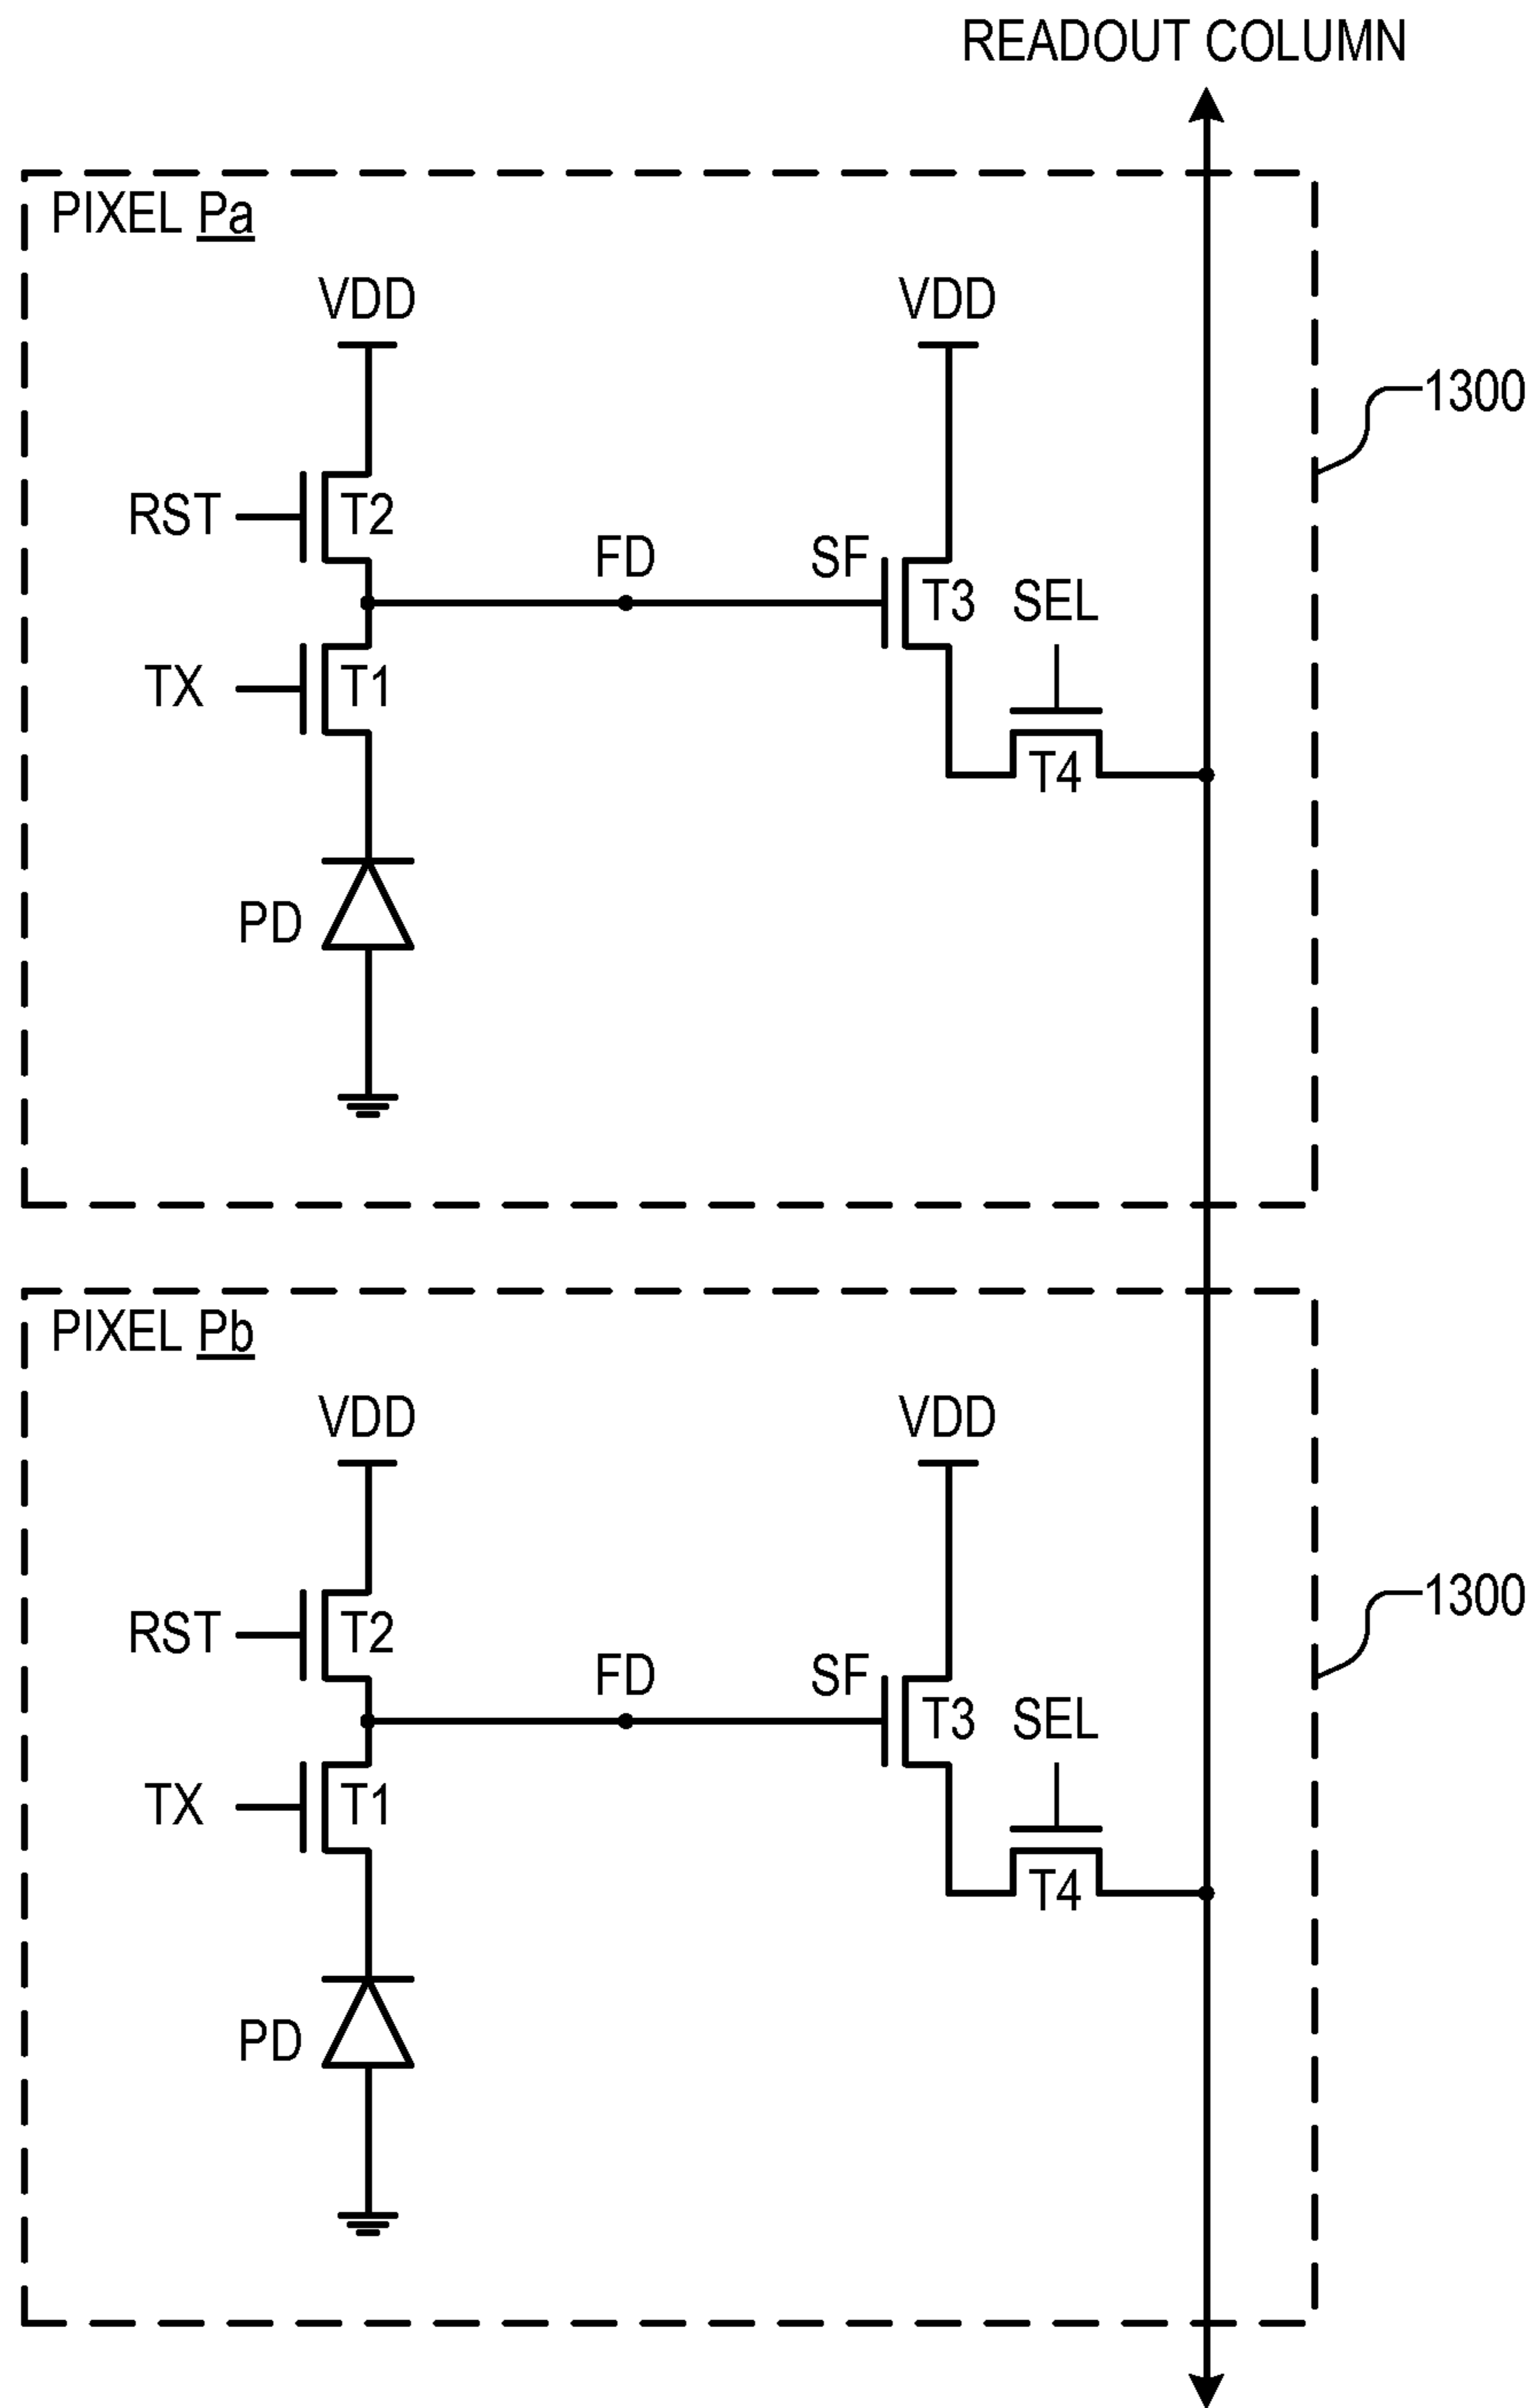 READOUT COLUMN
PIXEL Pa
VDD VDD
1300
RST T2
FD SF T3 SEL
TX T1
T4
PD
PIXEL Pb
VDD VDD
1300
RST T2
FD SF T3 SEL
TX T1
T4
PD